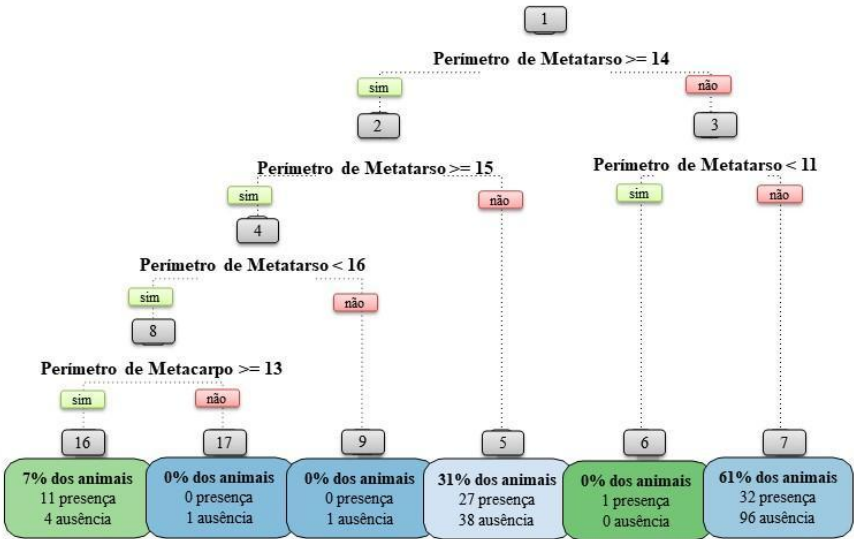 1
Perímetro de Metatarso >= 14
sim
não
2
3
Perímetro de Metatarso >= 15
Perímetro de Metatarso < 11
sim
não
sim
não
4
Perímetro de Metatarso < 16
sim
não
8
Perímetro de Metacarpo >= 13
sim
não
16
17
9
5
6
7
7% dos animais
11 presença
4 ausência
0% dos animais
0 presença
1 ausência
0% dos animais
0 presença
1 ausência
31% dos animais
27 presença
38 ausência
0% dos animais
1 presença
0 ausência
61% dos animais
32 presença
96 ausência